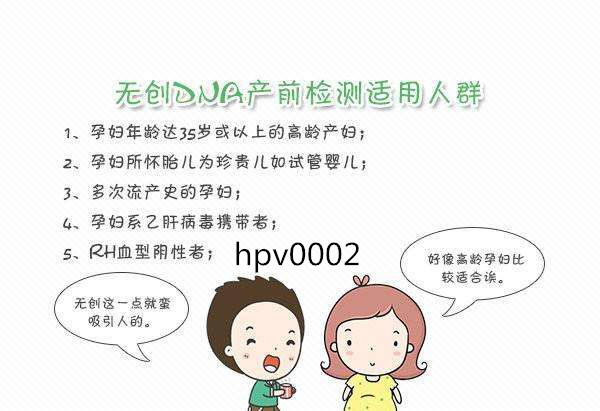 无创DNA产前检测适用人群
1、孕妇年龄达35岁或以上的高龄产妇；
2、孕妇所怀胎儿为珍贵儿如试管婴儿；
3、多次流产史的孕妇；
4、孕妇系乙肝病毒携带者；
5、RH血型阴性者；
hpv0002
好像高龄孕妇比
较适合诶。
无创这一点就蛮
吸引人的。